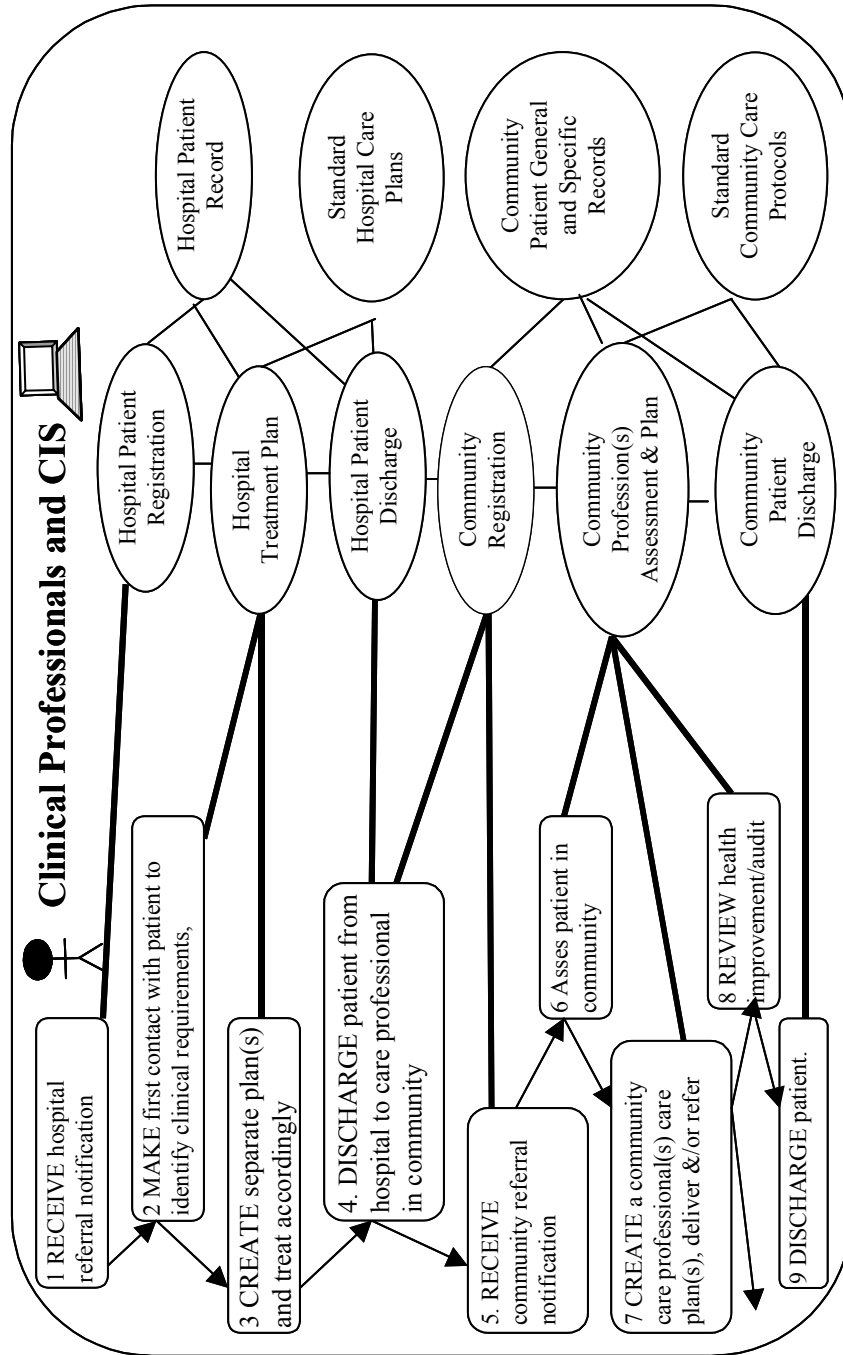 Clinical Professionals and CIS
1 RECEIVE hospital
referral notification
2 MAKE first contact with patient to
identify clinical requirements,
3 CREATE separate plan(s)
and treat accordingly
4. DISCHARGE patient from
hospital to care professional
in community
5. RECEIVE
community referral
notification
6 Asses patient in
community
7 CREATE a community
care professional(s) care
plan(s), deliver &/or refer
8 REVIEW health
improvement/audit
9 DISCHARGE patient.
Hospital Patient
Registration
Hospital
Treatment Plan
Hospital Patient
Discharge
Community
Registration
Community
Profession(s)
Assessment & Plan
Community
Patient
Discharge
Hospital Patient
Record
Standard
Hospital Care
Plans
Community
Patient General
and Specific
Records
Standard
Community Care
Protocols